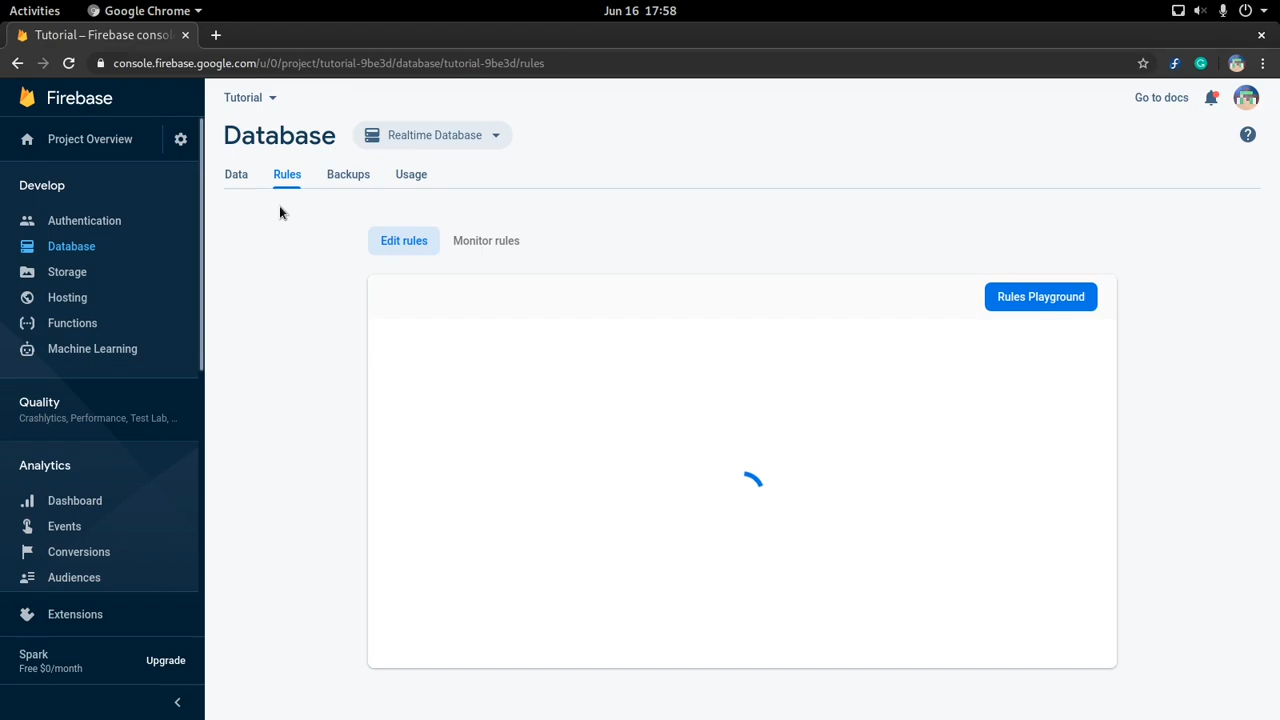 Activities
Google Chrome
Jun 16 17:58
Tutorial – Firebase consol
console.firebase.google.com/u/0/project/tutorial-9be3d/database/tutorial-9be3d/rules
Firebase
Project Overview
Develop
Authentication
Database
Storage
Hosting
Functions
Machine Learning
Quality
Crashlytics, Performance, Test Lab, ...
Analytics
Dashboard
Events
Conversions
Audiences
Extensions
Spark
Free $0/month
Upgrade
Tutorial
Go to docs
Database
Realtime Database
Data
Rules
Backups
Usage
Edit rules
Monitor rules
Rules Playground